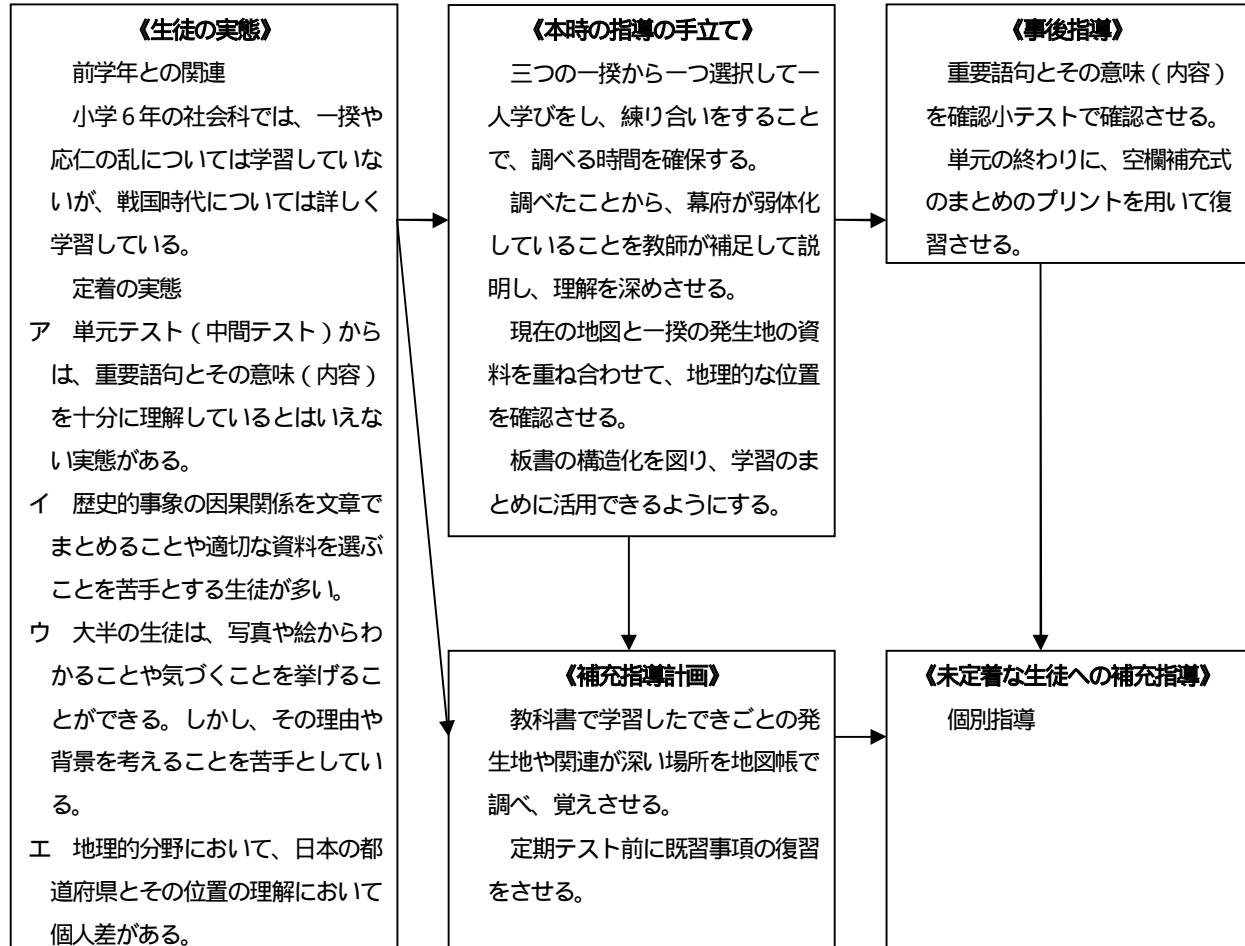 《生徒の実態》
前学年との関連
小学6年の社会科では、一揆や
応仁の乱については学習していな
いが、戦国時代については詳しく
学習している。
定着の実態
ア 単元テスト(中間テスト)から
は、重要語句とその意味(内容)
を十分に理解しているとはいえな
い実態がある。
イ 歴史的事象の因果関係を文章で
まとめることや適切な資料を選ぶ
ことを苦手とする生徒が多い。
ウ 大半の生徒は、写真や絵からわ
かることや気づくことを挙げるこ
とができる。しかし、その理由や
背景を考えることを苦手としてい
る。
エ 地理的分野において、日本の都
道府県とその位置の理解において
個人差がある。
《本時の指導の手立て》
三つの一揆から一つ選択して一
人学びをし、練り合いをすること
で、調べる時間を確保する。
調べたことから、幕府が弱体化
していることを教師が補足して説
明し、理解を深めさせる。
現在の地図と一揆の発生地の資
料を重ね合わせて、地理的な位置
を確認させる。
板書の構造化を図り、学習のま
とめに活用できるようにする。
《事後指導》
重要語句とその意味(内容)
を確認小テストで確認させる。
単元の終わりに、空欄補充式
のまとめのプリントを用いて復
習させる。
《補充指導計画》
教科書で学習したできごとの発
生地や関連が深い場所を地図帳で
調べ、覚えさせる。
定期テスト前に既習事項の復習
をさせる。
《未定着な生徒への補充指導》
個別指導